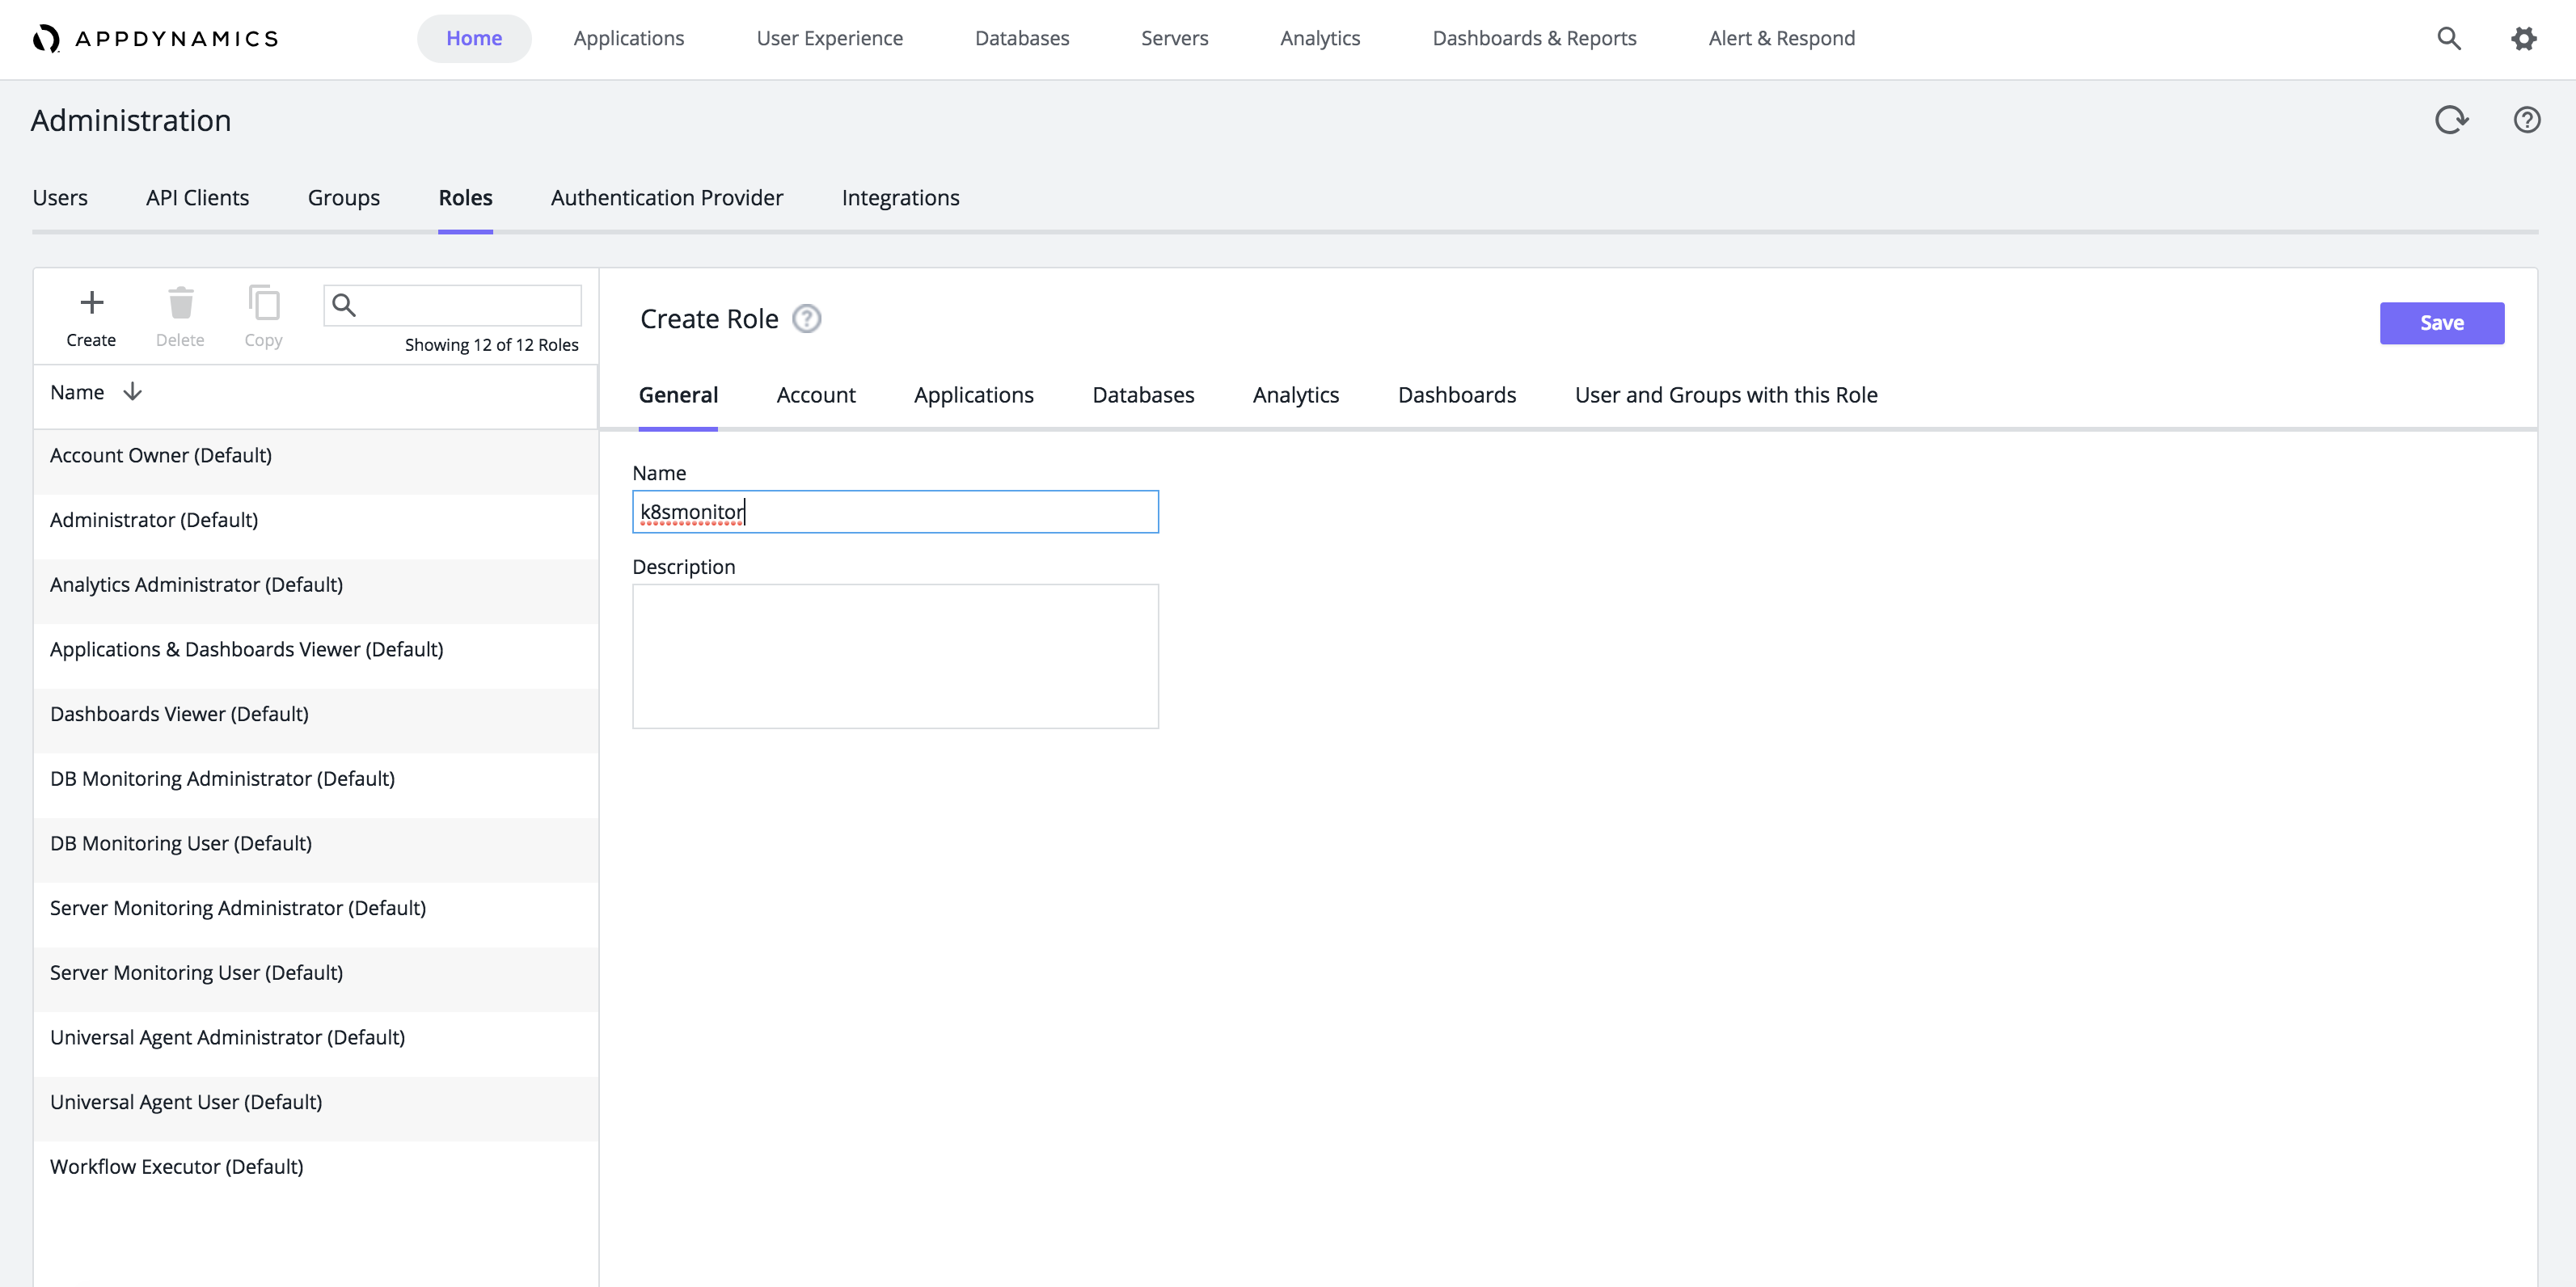 APPDYNAMICS Home Applications User Experience Databases Servers Analytics Dashboards & Reports Alert & Respond
Administration
Users API Clients Groups Roles Authentication Provider Integrations
Create Delete Copy
Showing 12 of 12 Roles
Name
Account Owner (Default)
Administrator (Default)
Analytics Administrator (Default)
Applications & Dashboards Viewer (Default)
Dashboards Viewer (Default)
DB Monitoring Administrator (Default)
DB Monitoring User (Default)
Server Monitoring Administrator (Default)
Server Monitoring User (Default)
Universal Agent Administrator (Default)
Universal Agent User (Default)
Workflow Executor (Default)
Create Role ?
Save
General Account Applications Databases Analytics Dashboards User and Groups with this Role
Name
k8smonitor
Description